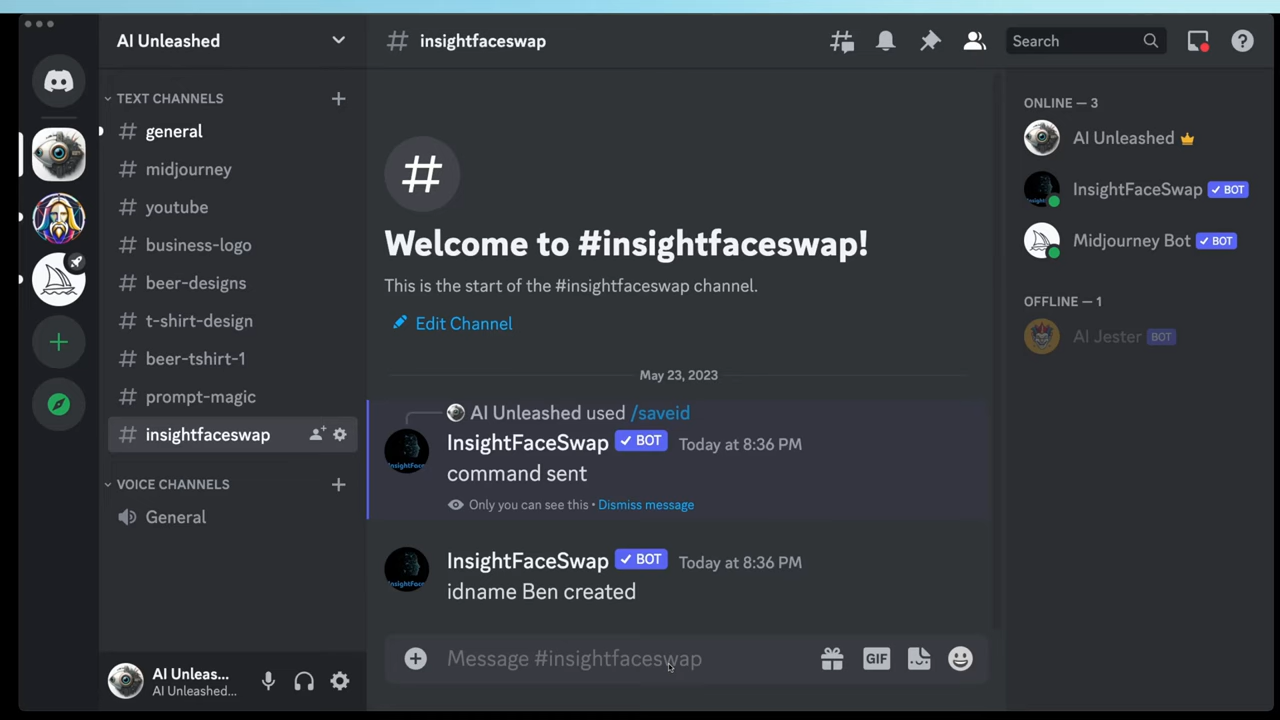 AI Unleashed
TEXT CHANNELS
general
midjourney
youtube
business-logo
beer-designs
t-shirt-design
beer-tshirt-1
prompt-magic
insightfaceswap
VOICE CHANNELS
General
AI Unleas...
AI Unleashed...
# insightfaceswap
Search
#
Welcome to #insightfaceswap!
This is the start of the #insightfaceswap channel.
Edit Channel
May 23, 2023
AI Unleashed used /saveid
InsightFaceSwap ✓ BOT Today at 8:36 PM
command sent
Only you can see this • Dismiss message
InsightFaceSwap ✓ BOT Today at 8:36 PM
idname Ben created
Message #insightfaceswap
GIF
ONLINE — 3
AI Unleashed
InsightFaceSwap ✓ BOT
Midjourney Bot ✓ BOT
OFFLINE — 1
AI Jester BOT